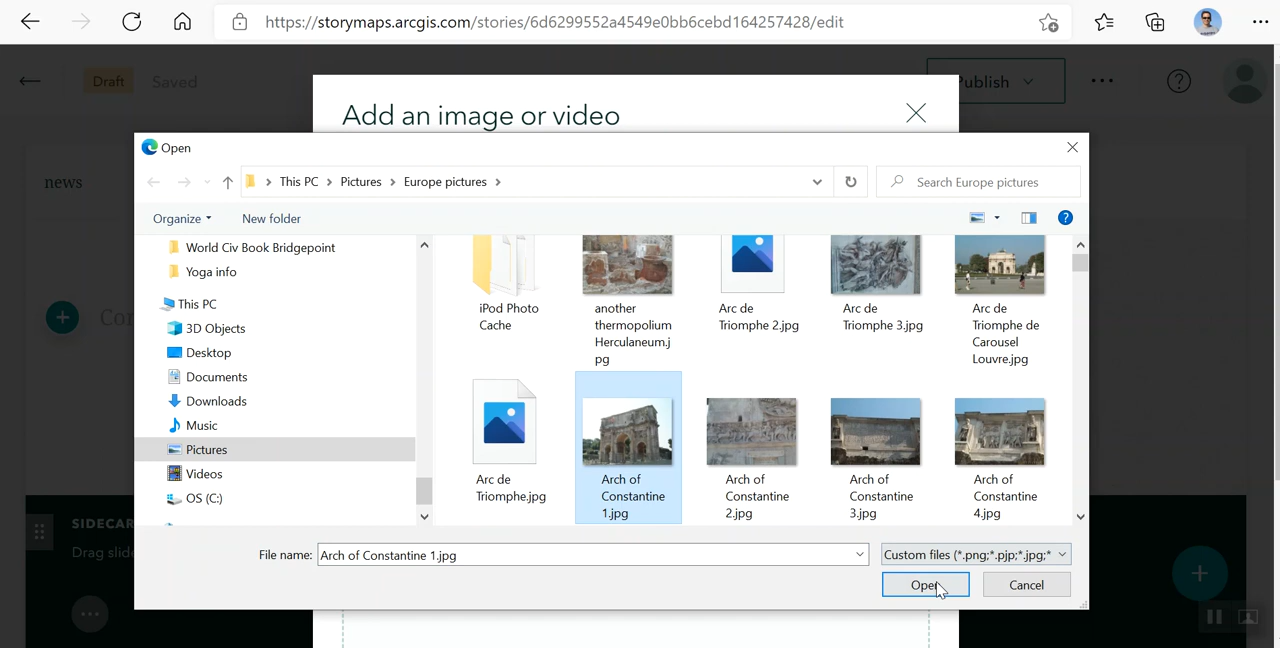 https://storymaps.arcgis.com/stories/6d6299552a4549e0bb6cebd164257428/edit
Draft
Saved
Publish
Add an image or video
Open
This PC
Pictures
Europe pictures
Search Europe pictures
Organize
New folder
news
World Civ Book Bridgepoint
Yoga info
This PC
3D Objects
Desktop
Documents
Downloads
Music
Pictures
Videos
OS (C:)
iPod Photo
Cache
another
thermopolium
Herculaneum.j
pg
Arc de
Triomphe 2.jpg
Arc de
Triomphe 3.jpg
Arc de
Triomphe de
Carousel
Louvre.jpg
Arc de
Triomphe.jpg
Arch of
Constantine
1.jpg
Arch of
Constantine
2.jpg
Arch of
Constantine
3.jpg
Arch of
Constantine
4.jpg
SIDECAR
Drag slide
File name:
Arch of Constantine 1.jpg
Custom files (*.png;*.pjp;*.jpg;*
Open
Cancel